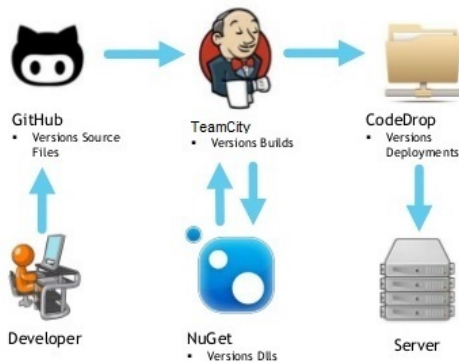 GitHub
▪ Versions Source
Files
TeamCity
▪ Versions Builds
CodeDrop
▪ Versions
Deployments
Developer
NuGet
▪ Versions Dlls
Server